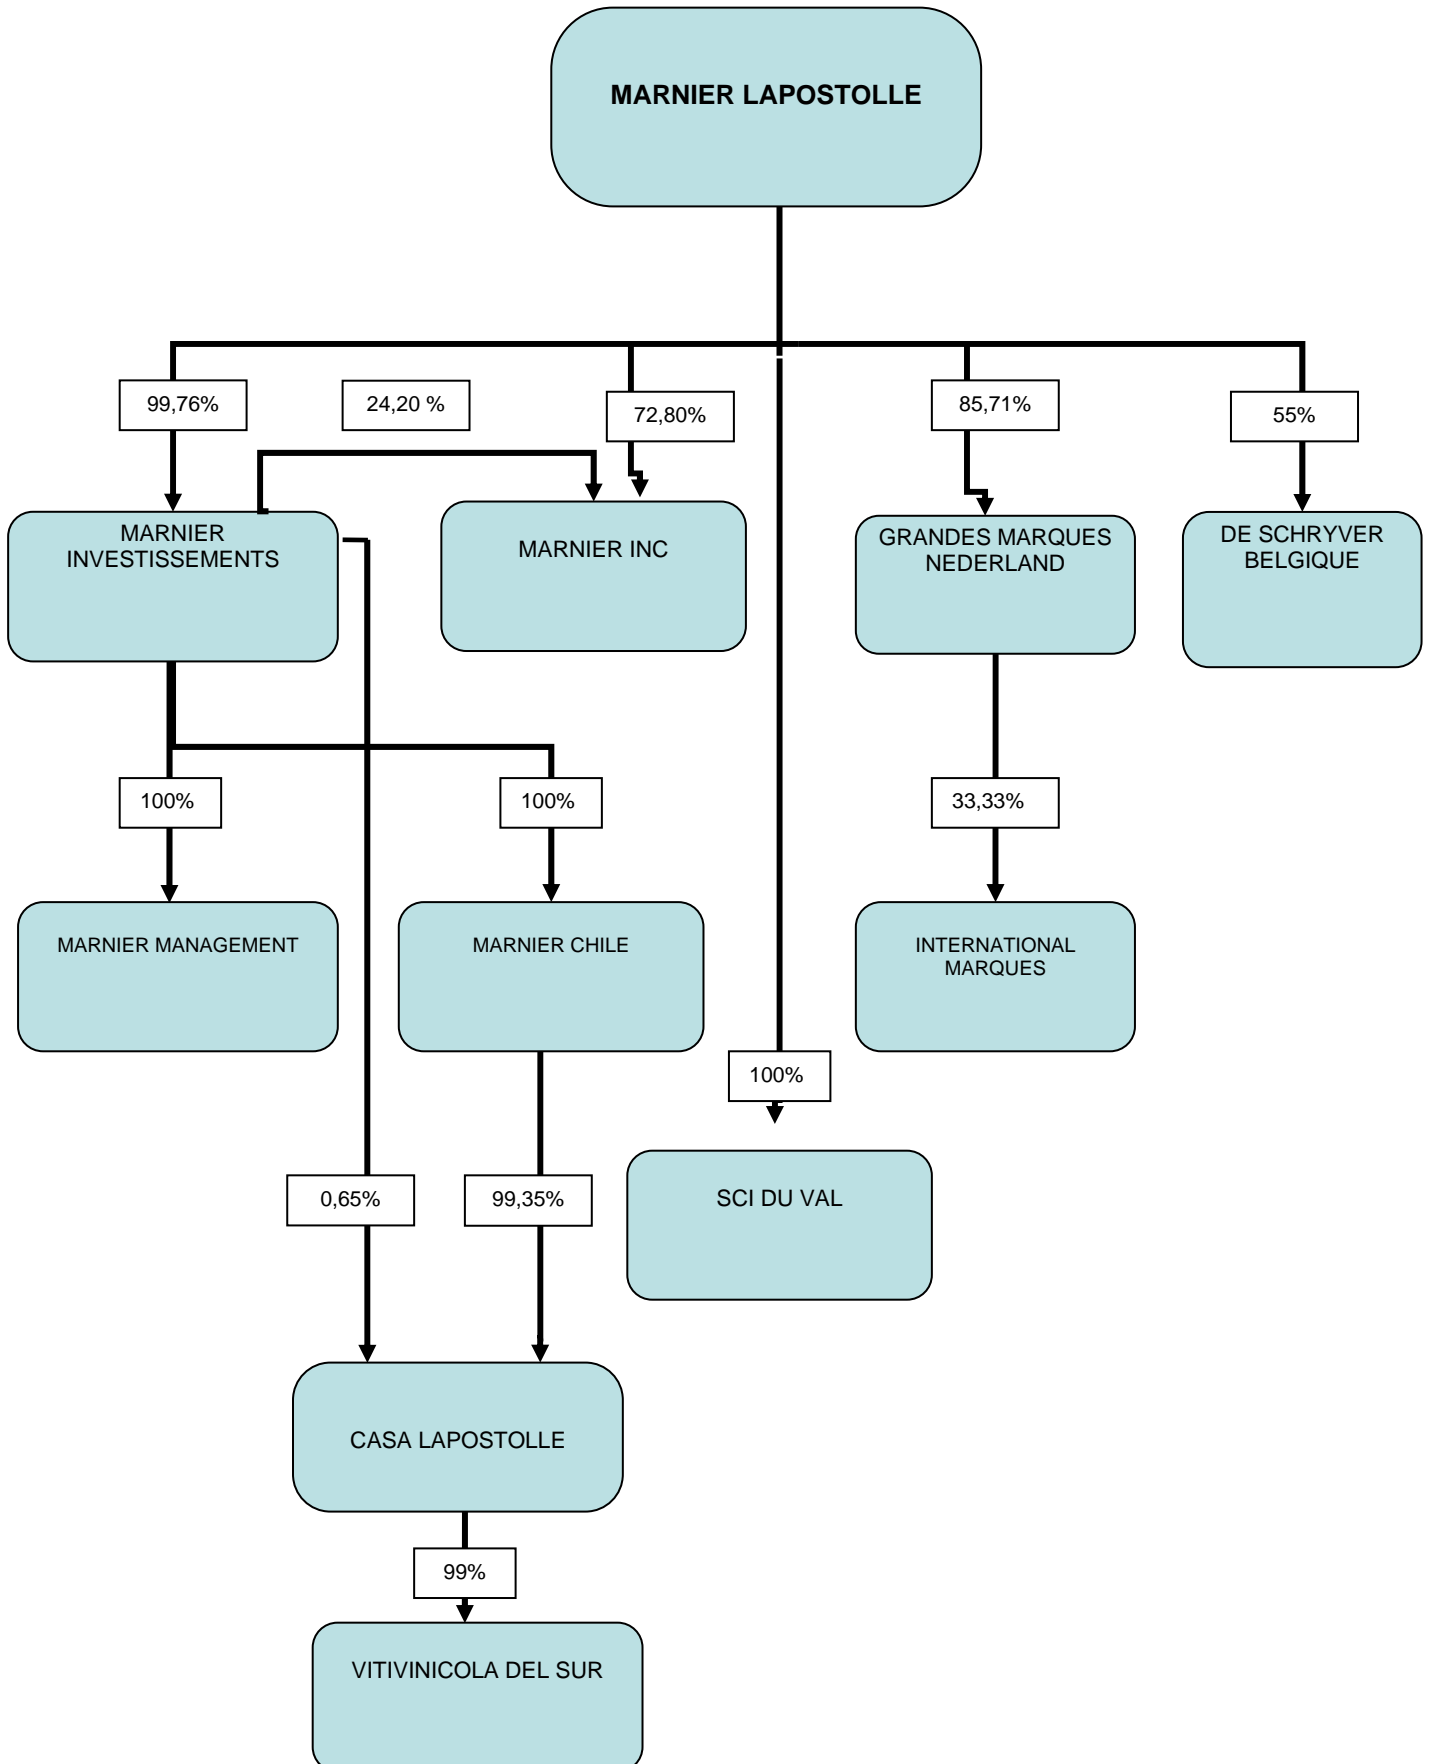 MARNIER LAPOSTOLLE
99,76%
24,20 %
72,80%
85,71%
55%
MARNIER
INVESTISSEMENTS
MARNIER INC
GRANDES MARQUES
NEDERLAND
DE SCHRYVER
BELGIQUE
100%
100%
33,33%
MARNIER MANAGEMENT
MARNIER CHILE
INTERNATIONAL
MARQUES
100%
0,65%
99,35%
SCI DU VAL
CASA LAPOSTOLLE
99%
VITIVINICOLA DEL SUR